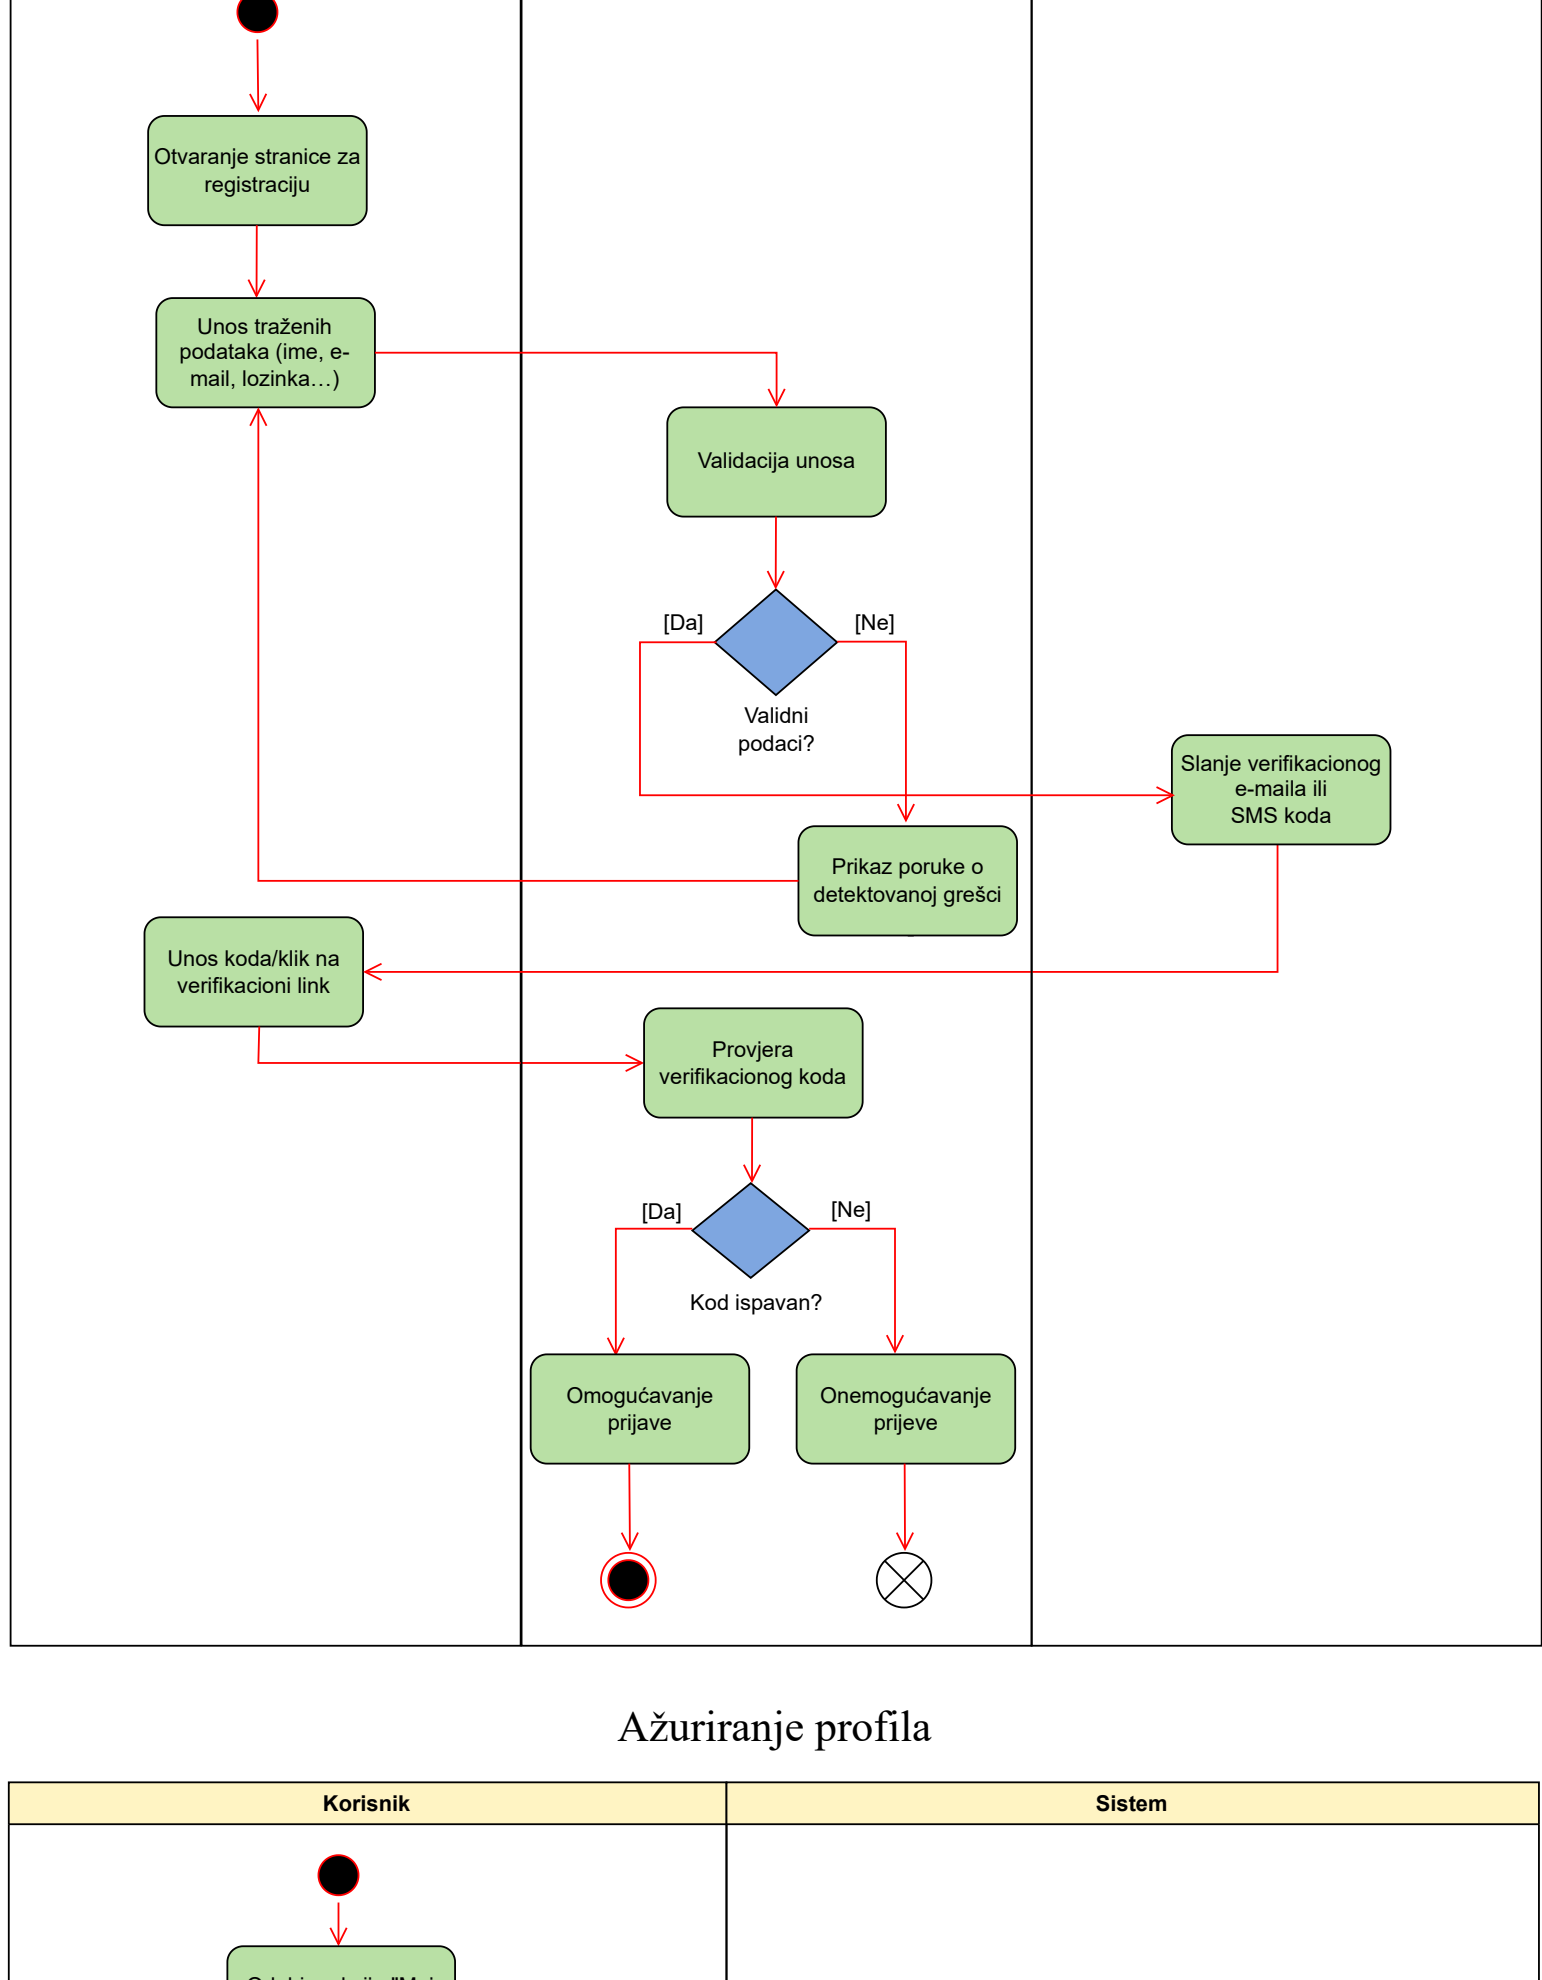 Otvaranje stranice za
registraciju
Unos traženih
podataka (ime, e-
mail, lozinka…)
Validacija unosa
[Da]
[Ne]
Validni
podaci?
Slanje verifikacionog
e-maila ili
SMS koda
Prikaz poruke o
detektovanoj grešci
Unos koda/klik na
verifikacioni link
Provjera
verifikacionog koda
[Da]
[Ne]
Kod ispavan?
Omogućavanje
prijave
Onemogućavanje
prijeve
Ažuriranje profila
Korisnik
Sistem